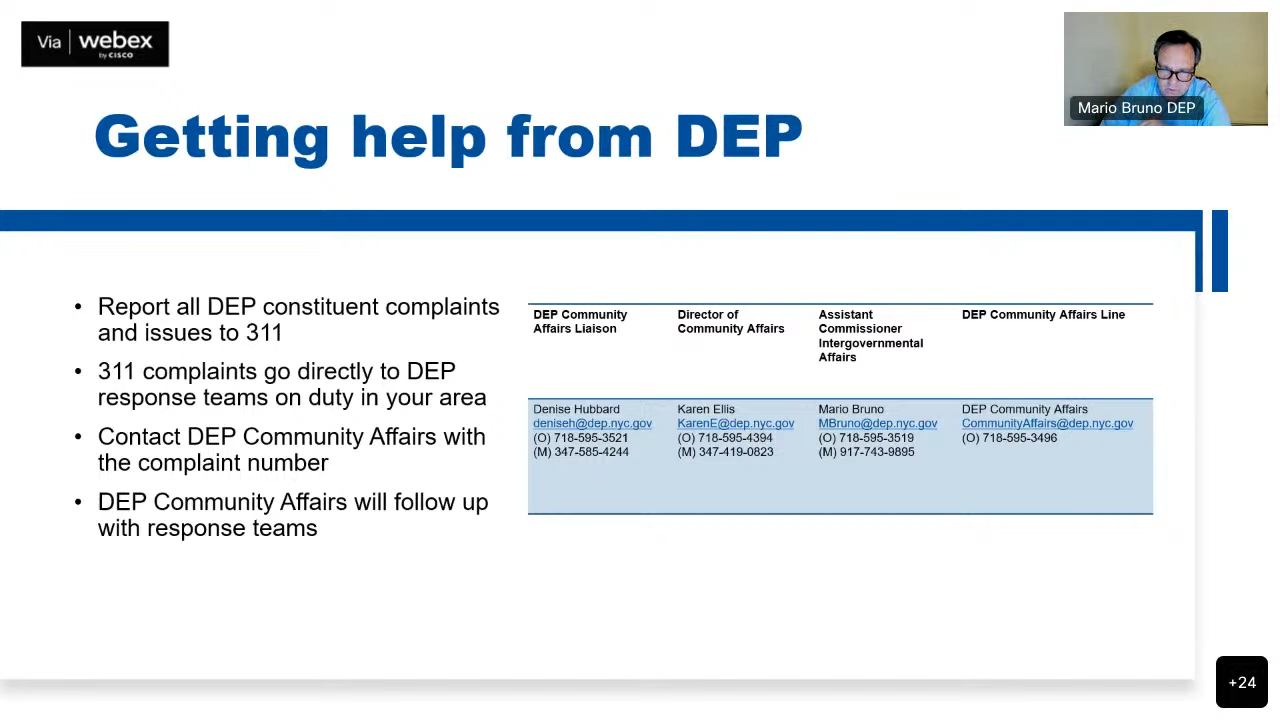 Via webex
by CISCO
Mario Bruno DEP
Getting help from DEP
• Report all DEP constituent complaints
and issues to 311
• 311 complaints go directly to DEP
response teams on duty in your area
• Contact DEP Community Affairs with
the complaint number
• DEP Community Affairs will follow up
with response teams
DEP Community
Affairs Liaison
Director of
Community Affairs
Assistant
Commissioner
Intergovernmental
Affairs
DEP Community Affairs Line
Denise Hubbard
deniseh@dep.nyc.gov
(O) 718-595-3521
(M) 347-585-4244
Karen Ellis
KarenE@dep.nyc.gov
(O) 718-595-4394
(M) 347-419-0823
Mario Bruno
MBruno@dep.nyc.gov
(O) 718-595-3519
(M) 917-743-9895
DEP Community Affairs
CommunityAffairs@dep.nyc.gov
(O) 718-595-3496
+24